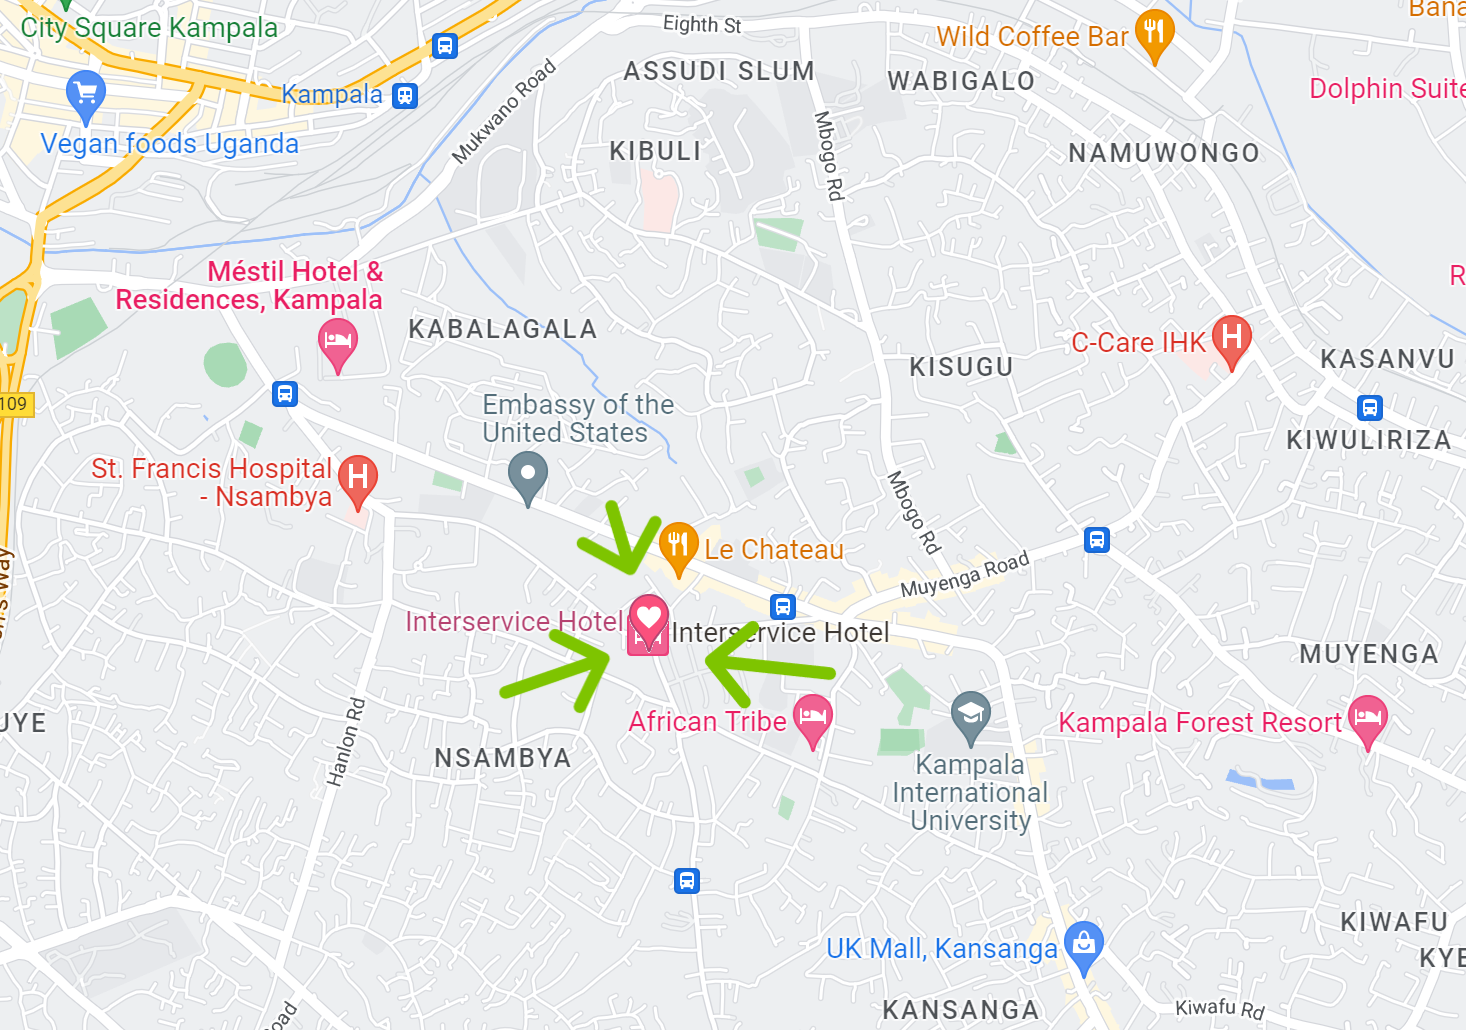 City Square Kampala
Eighth St
Wild Coffee Bar
Bana
ASSUDI SLUM
WABIGALO
Dolphin Suite
Kampala
Mukwano Road
Vegan foods Uganda
KIBULI
Mbogo Rd
NAMUWONGO
Méstil Hotel &
Residences, Kampala
R
KABALAGALA
C-Care IHK
KISUGU
KASANVU
109
Embassy of the
United States
KIWULIRIZA
St. Francis Hospital
- Nsambya
Mbogo Rd
Le Chateau
Muyenga Road
Way
Interservice Hotel
Interservice Hotel
MUYENGA
UYE
African Tribe
Kampala Forest Resort
Hanlon Rd
NSAMBYA
Kampala
International
University
KIWAFU
UK Mall, Kansanga
KYE
KANSANGA
Kiwafu Rd
oad